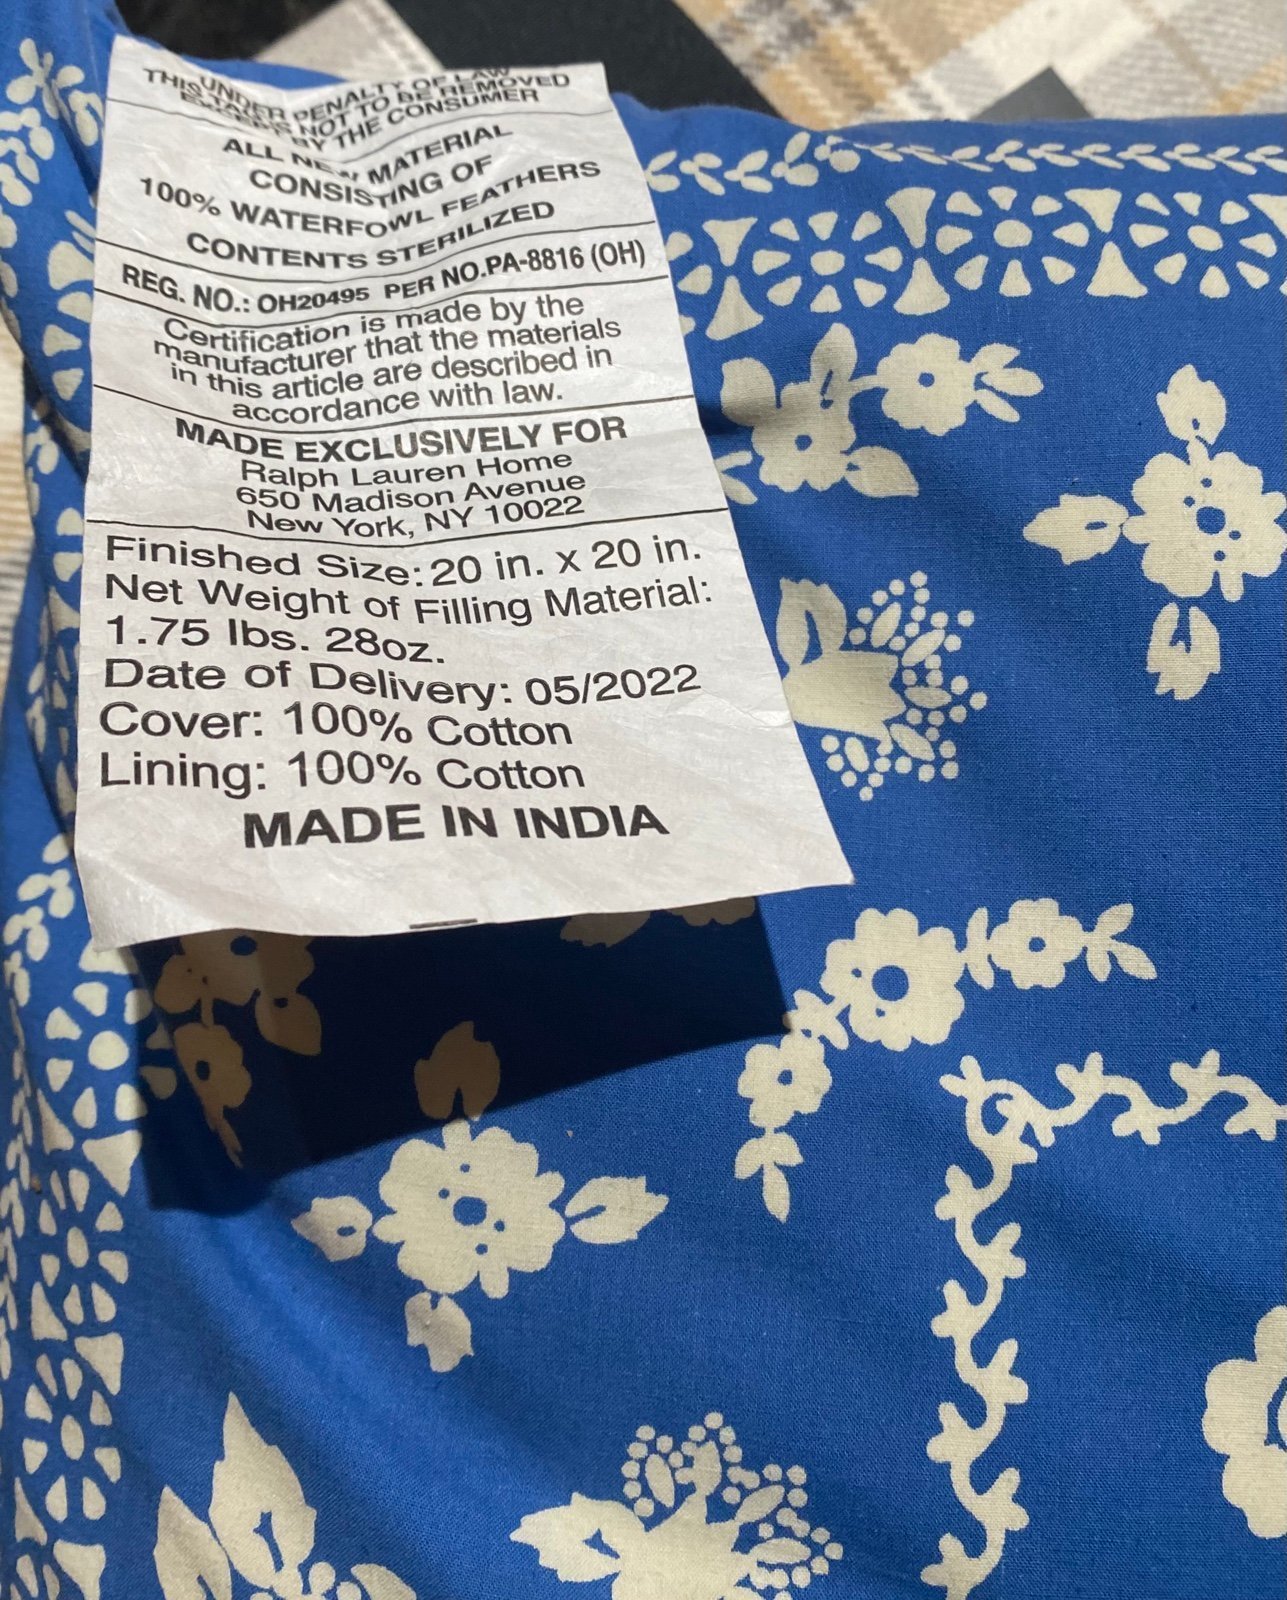 THIS UNDER PENALTY OF LAW
TAG IS NOT TO BE REMOVED
BY THE CONSUMER
ALL NEW MATERIAL
CONSISTING OF
100% WATERFOWL FEATHERS
CONTENTS STERILIZED
REG. NO.: OH20495 PER NO.PA-8816 (OH)
Certification is made by the
manufacturer that the materials
in this article are described in
accordance with law.
MADE EXCLUSIVELY FOR
Ralph Lauren Home
650 Madison Avenue
New York, NY 10022
Finished Size: 20 in. x 20 in.
Net Weight of Filling Material:
1.75 lbs. 28oz.
Date of Delivery: 05/2022
Cover: 100% Cotton
Lining: 100% Cotton
MADE IN INDIA